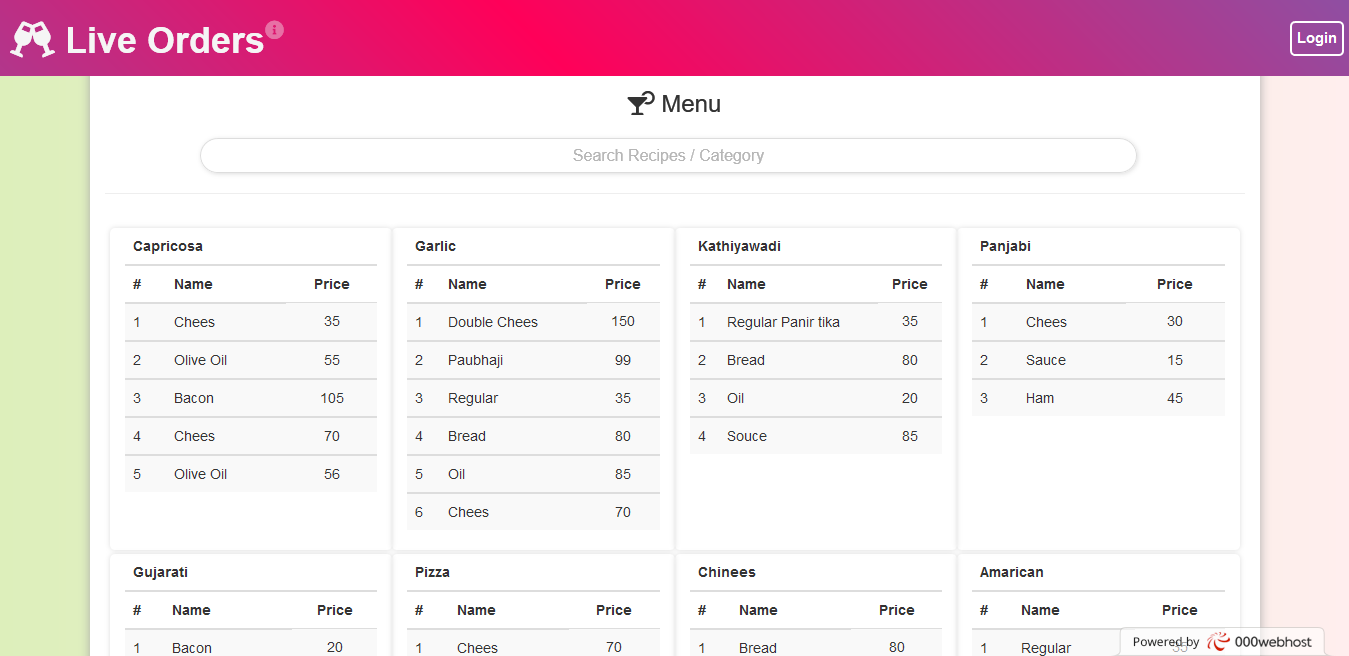 Live Orders
Login
Menu
Search Recipes / Category
Capricosa
# Name Price
1 Chees 35
2 Olive Oil 55
3 Bacon 105
4 Chees 70
5 Olive Oil 56
Garlic
# Name Price
1 Double Chees 150
2 Paubhaji 99
3 Regular 35
4 Bread 80
5 Oil 85
6 Chees 70
Kathiyawadi
# Name Price
1 Regular Panir tika 35
2 Bread 80
3 Oil 20
4 Souce 85
Panjabi
# Name Price
1 Chees 30
2 Sauce 15
3 Ham 45
Gujarati
# Name Price
1 Bacon 20
Pizza
# Name Price
1 Chees 70
Chinees
# Name Price
1 Bread 80
Amarican
# Name Price
1 Regular
Powered by 000webhost